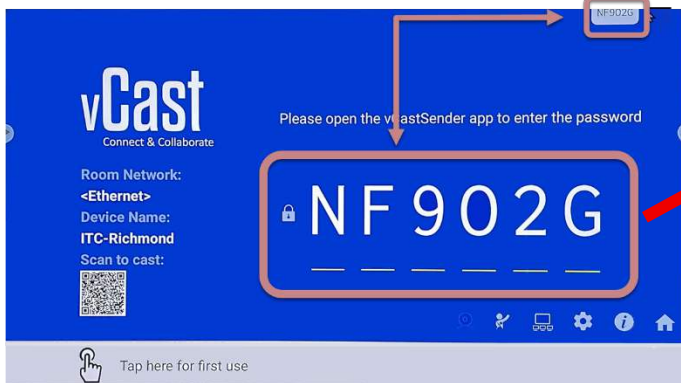 NF902G
vCast
Connect & Collaborate
Please open the vCastSender app to enter the password
Room Network:
<Ethernet>
Device Name:
ITC-Richmond
Scan to cast:
NF902G
Tap here for first use